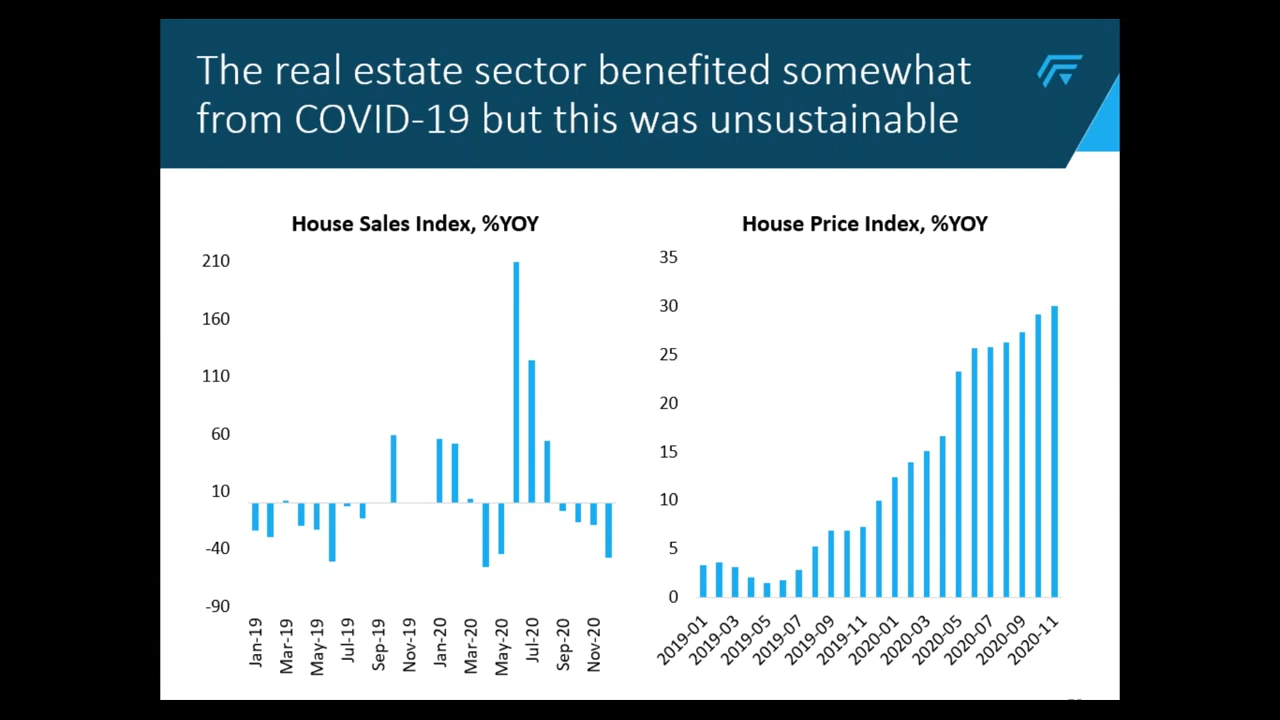 The real estate sector benefited somewhat
from COVID-19 but this was unsustainable
House Sales Index, %YOY
210
160
110
60
10
-40
-90
Jan-19
Mar-19
May-19
Jul-19
Sep-19
Nov-19
Jan-20
Mar-20
May-20
Jul-20
Sep-20
Nov-20
House Price Index, %YOY
35
30
25
20
15
10
5
0
2019-01
2019-03
2019-05
2019-07
2019-09
2019-11
2020-01
2020-03
2020-05
2020-07
2020-09
2020-11